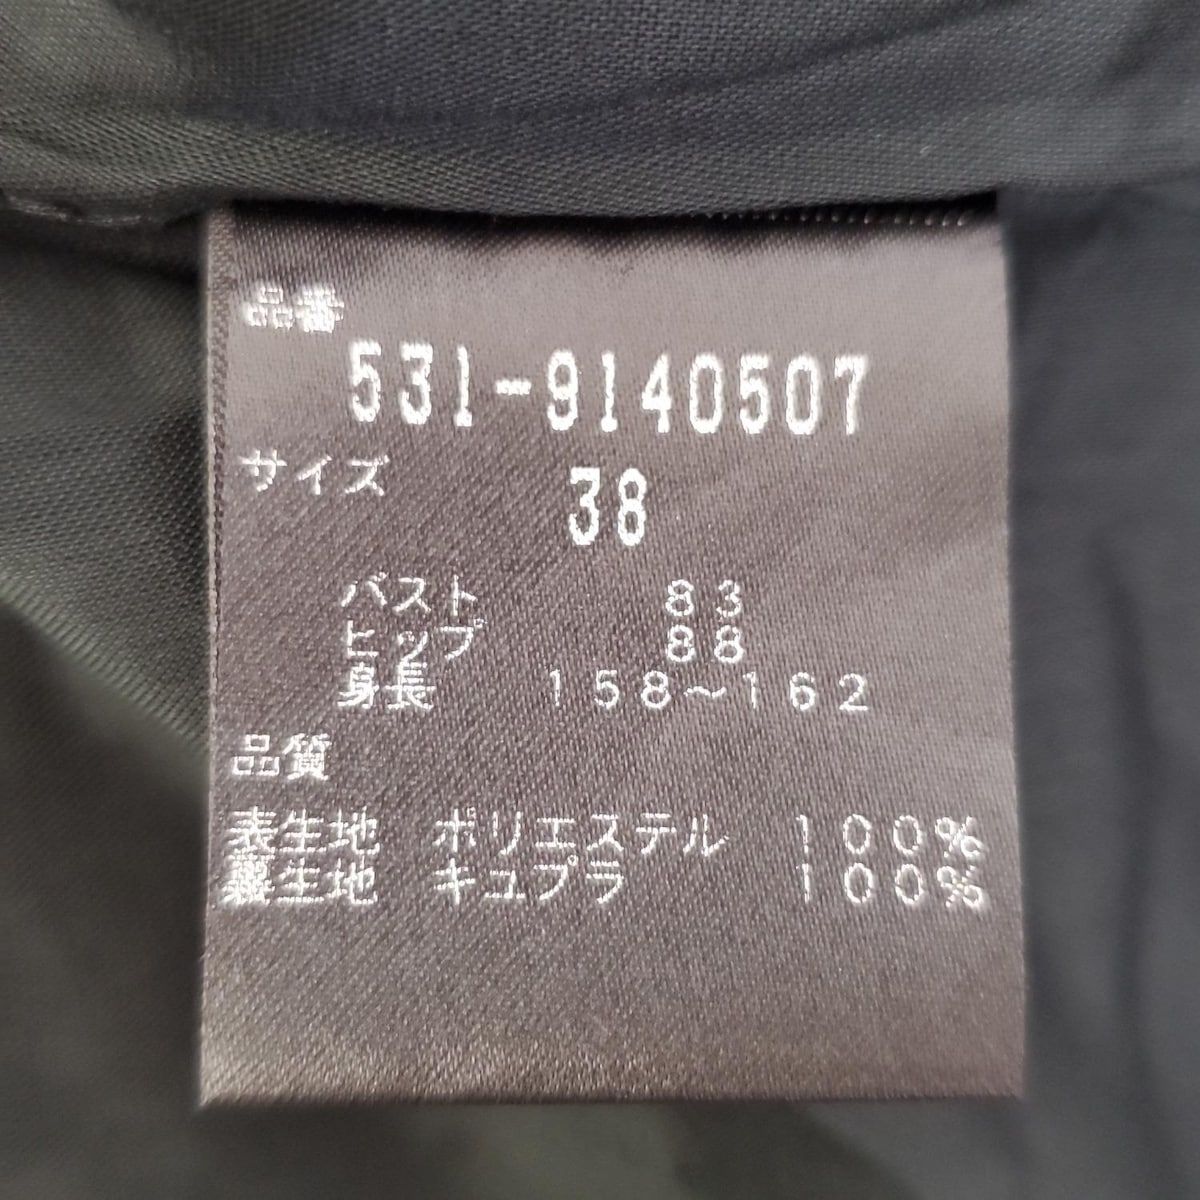 品番
531-9140507
サイズ 38
バスト 83
ヒップ 88
身長 158〜162
品質
表生地 ポリエステル 100%
裏生地 キュプラ 100%